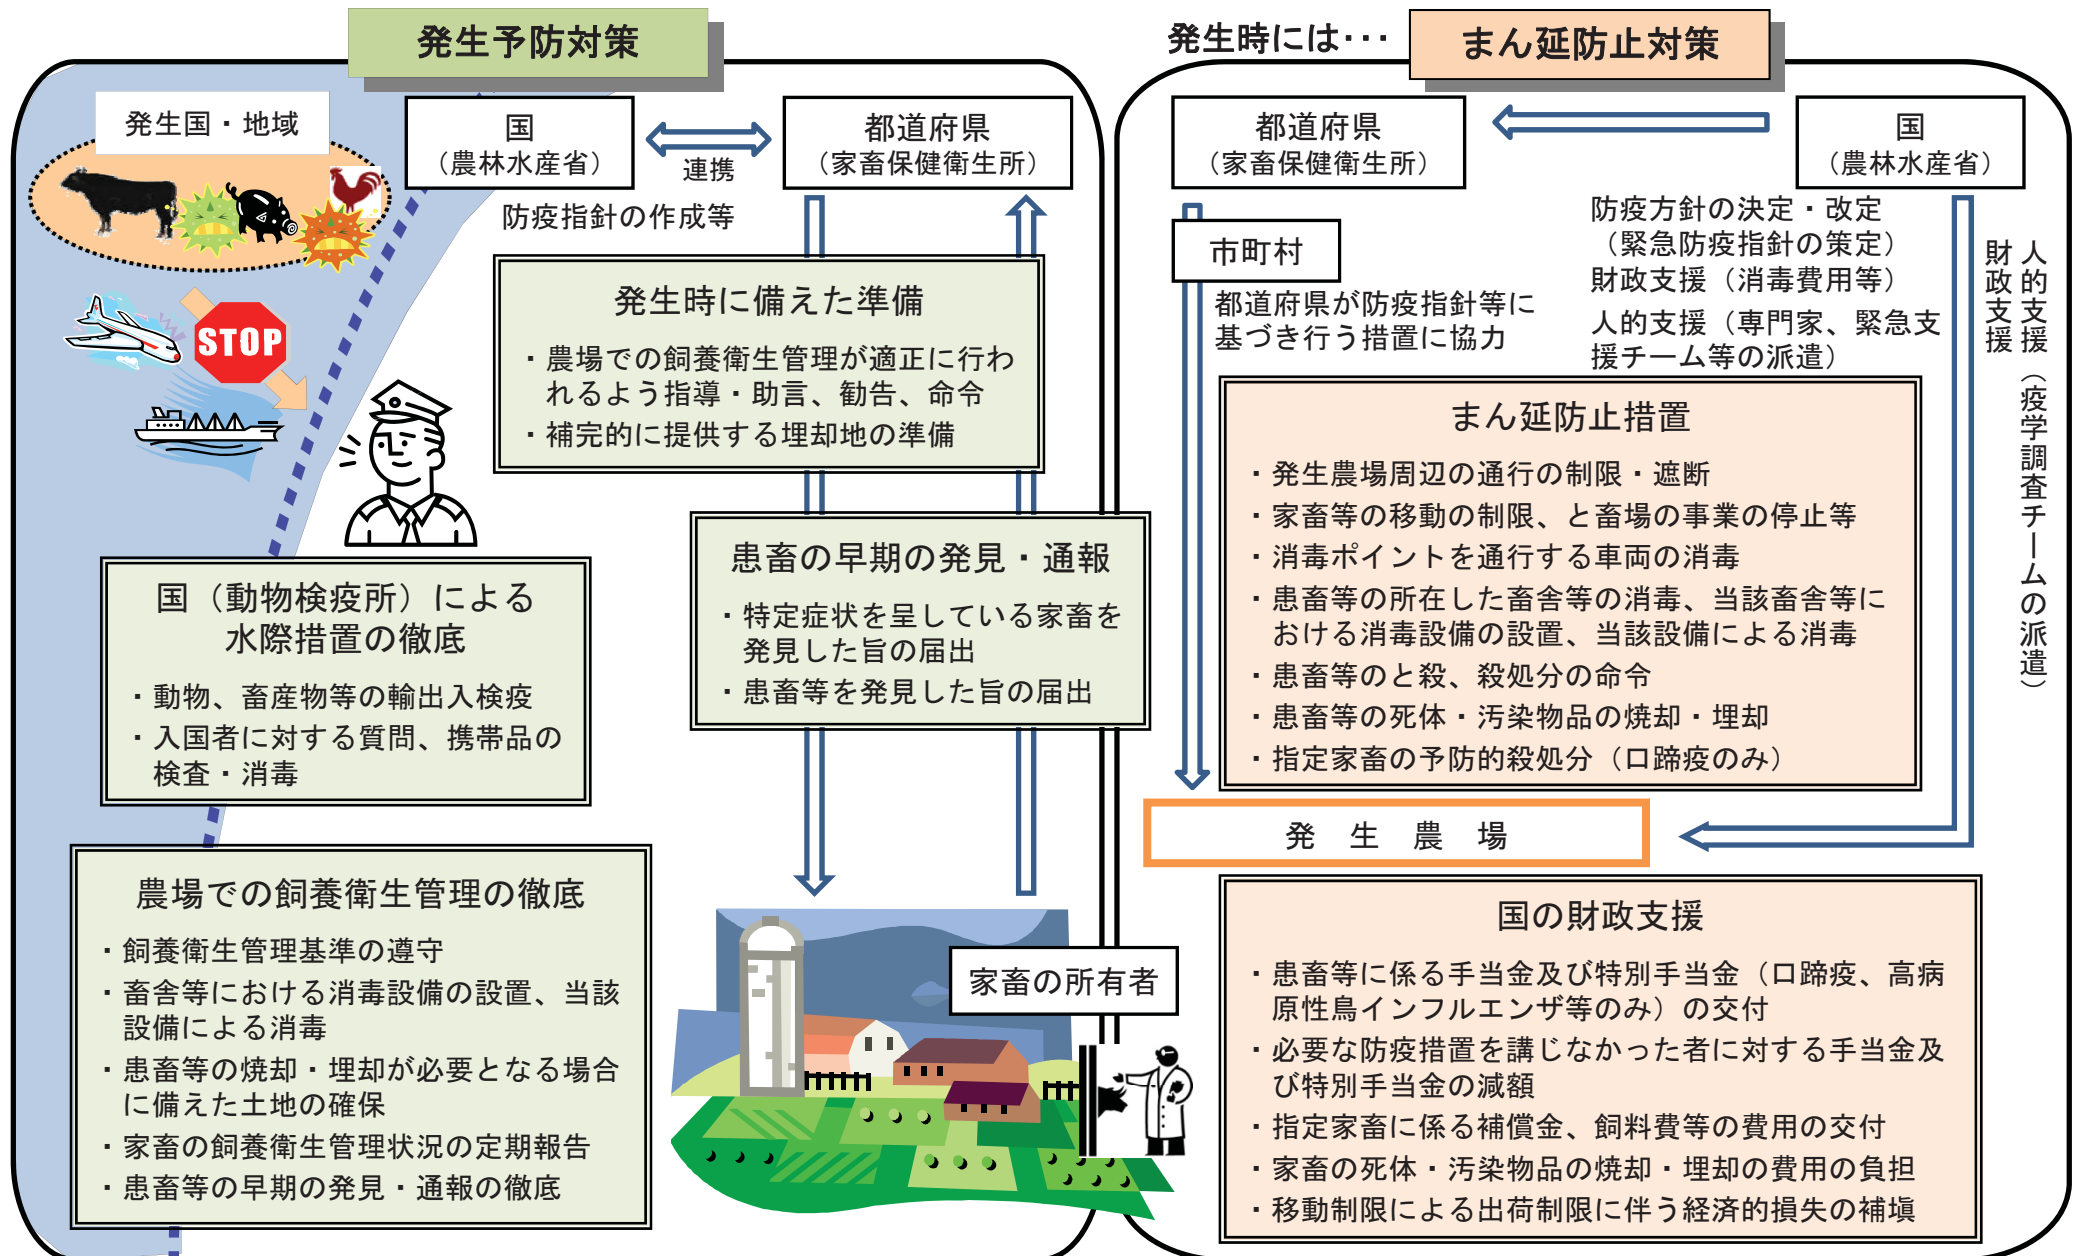 発生予防対策
発生国・地域
国
（農林水産省）
連携
都道府県
（家畜保健衛生所）
防疫指針の作成等
STOP
発生時に備えた準備
・農場での飼養衛生管理が適正に行わ
れるよう指導・助言、勧告、命令
・補完的に提供する埋却地の準備
患畜の早期の発見・通報
・特定症状を呈している家畜を
発見した旨の届出
・患畜等を発見した旨の届出
国（動物検疫所）による
水際措置の徹底
・動物、畜産物等の輸出入検疫
・入国者に対する質問、携帯品の
検査・消毒
農場での飼養衛生管理の徹底
・飼養衛生管理基準の遵守
・畜舎等における消毒設備の設置、当該
設備による消毒
・患畜等の焼却・埋却が必要となる場合
に備えた土地の確保
・家畜の飼養衛生管理状況の定期報告
・患畜等の早期の発見・通報の徹底
家畜の所有者
発生時には･･･
まん延防止対策
都道府県
（家畜保健衛生所）
国
（農林水産省）
市町村
都道府県が防疫指針等に
基づき行う措置に協力
防疫方針の決定・改定
（緊急防疫指針の策定）
財政支援（消毒費用等）
人的支援（専門家、緊急支
援チーム等の派遣）
人的支援（疫学調査チームの派遣）
財政支援
まん延防止措置
・発生農場周辺の通行の制限・遮断
・家畜等の移動の制限、と畜場の事業の停止等
・消毒ポイントを通行する車両の消毒
・患畜等の所在した畜舎等の消毒、当該畜舎等に
おける消毒設備の設置、当該設備による消毒
・患畜等のと殺、殺処分の命令
・患畜等の死体・汚染物品の焼却・埋却
・指定家畜の予防的殺処分（口蹄疫のみ）
発生農場
国の財政支援
・患畜等に係る手当金及び特別手当金（口蹄疫、高病
原性鳥インフルエンザ等のみ）の交付
・必要な防疫措置を講じなかった者に対する手当金及
び特別手当金の減額
・指定家畜に係る補償金、飼料費等の費用の交付
・家畜の死体・汚染物品の焼却・埋却の費用の負担
・移動制限による出荷制限に伴う経済的損失の補塡